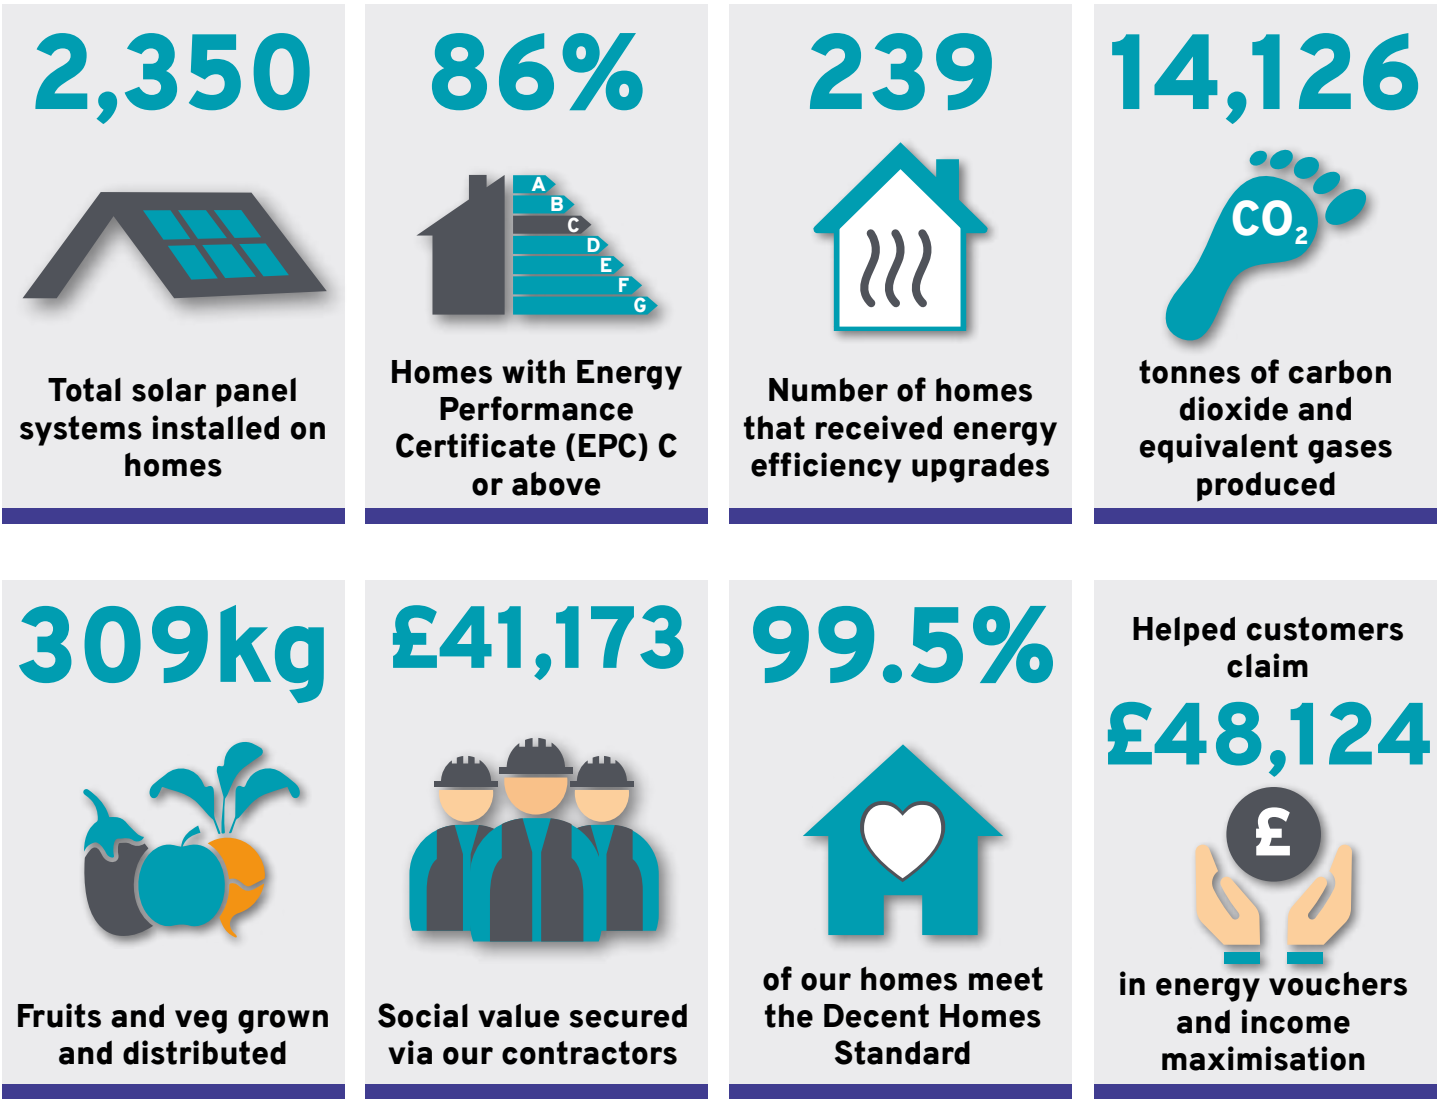 2,350
Total solar panel
systems installed on
homes
86%
A
B
C
D
E
F
G
Homes with Energy
Performance
Certificate (EPC) C
or above
239
Number of homes
that received energy
efficiency upgrades
14,126
CO2
tonnes of carbon
dioxide and
equivalent gases
produced
309kg
Fruits and veg grown
and distributed
£41,173
Social value secured
via our contractors
99.5%
of our homes meet
the Decent Homes
Standard
Helped customers
claim
£48,124
£
in energy vouchers
and income
maximisation